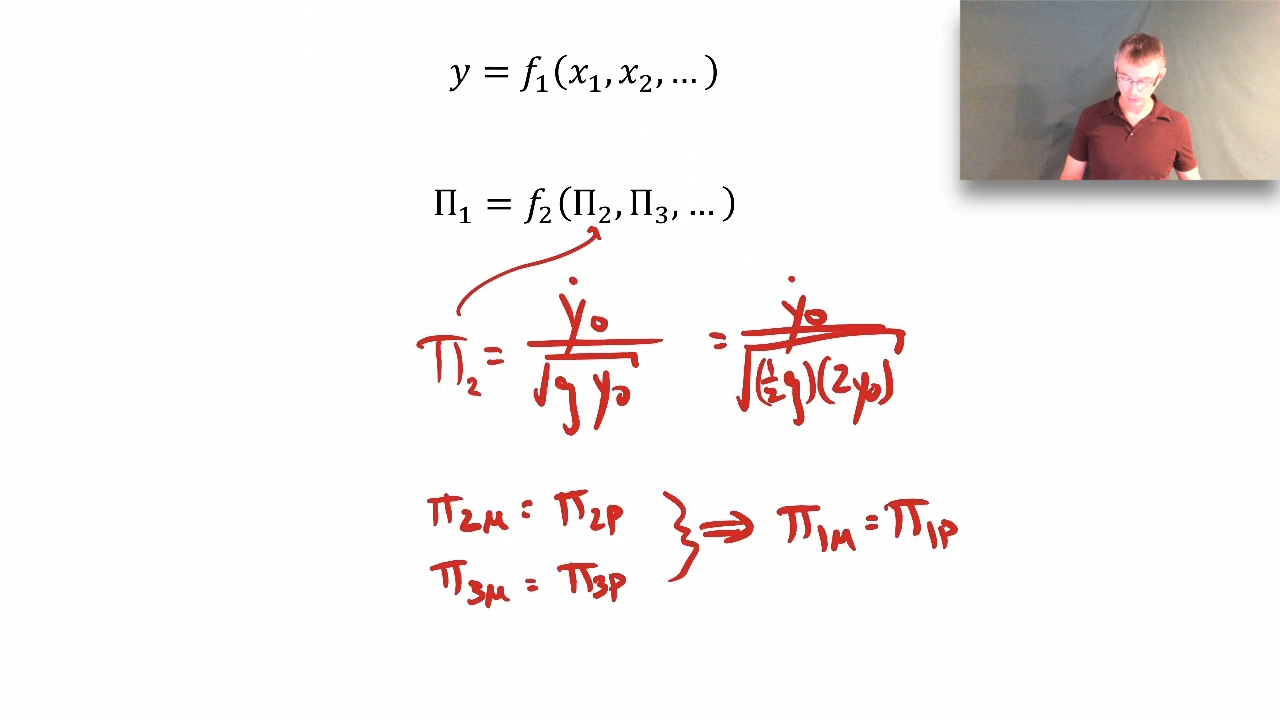 y = f₁(x₁, x₂, … )
Π₁ = f₂(Π₂, Π₃, … )
Π₂ = ẏ₀ / √(g y₀) = ẏ₀ / √((½g)(2y₀))
Π₂M = Π₂P } ⇒ Π₁M = Π₁P
Π₃M = Π₃P